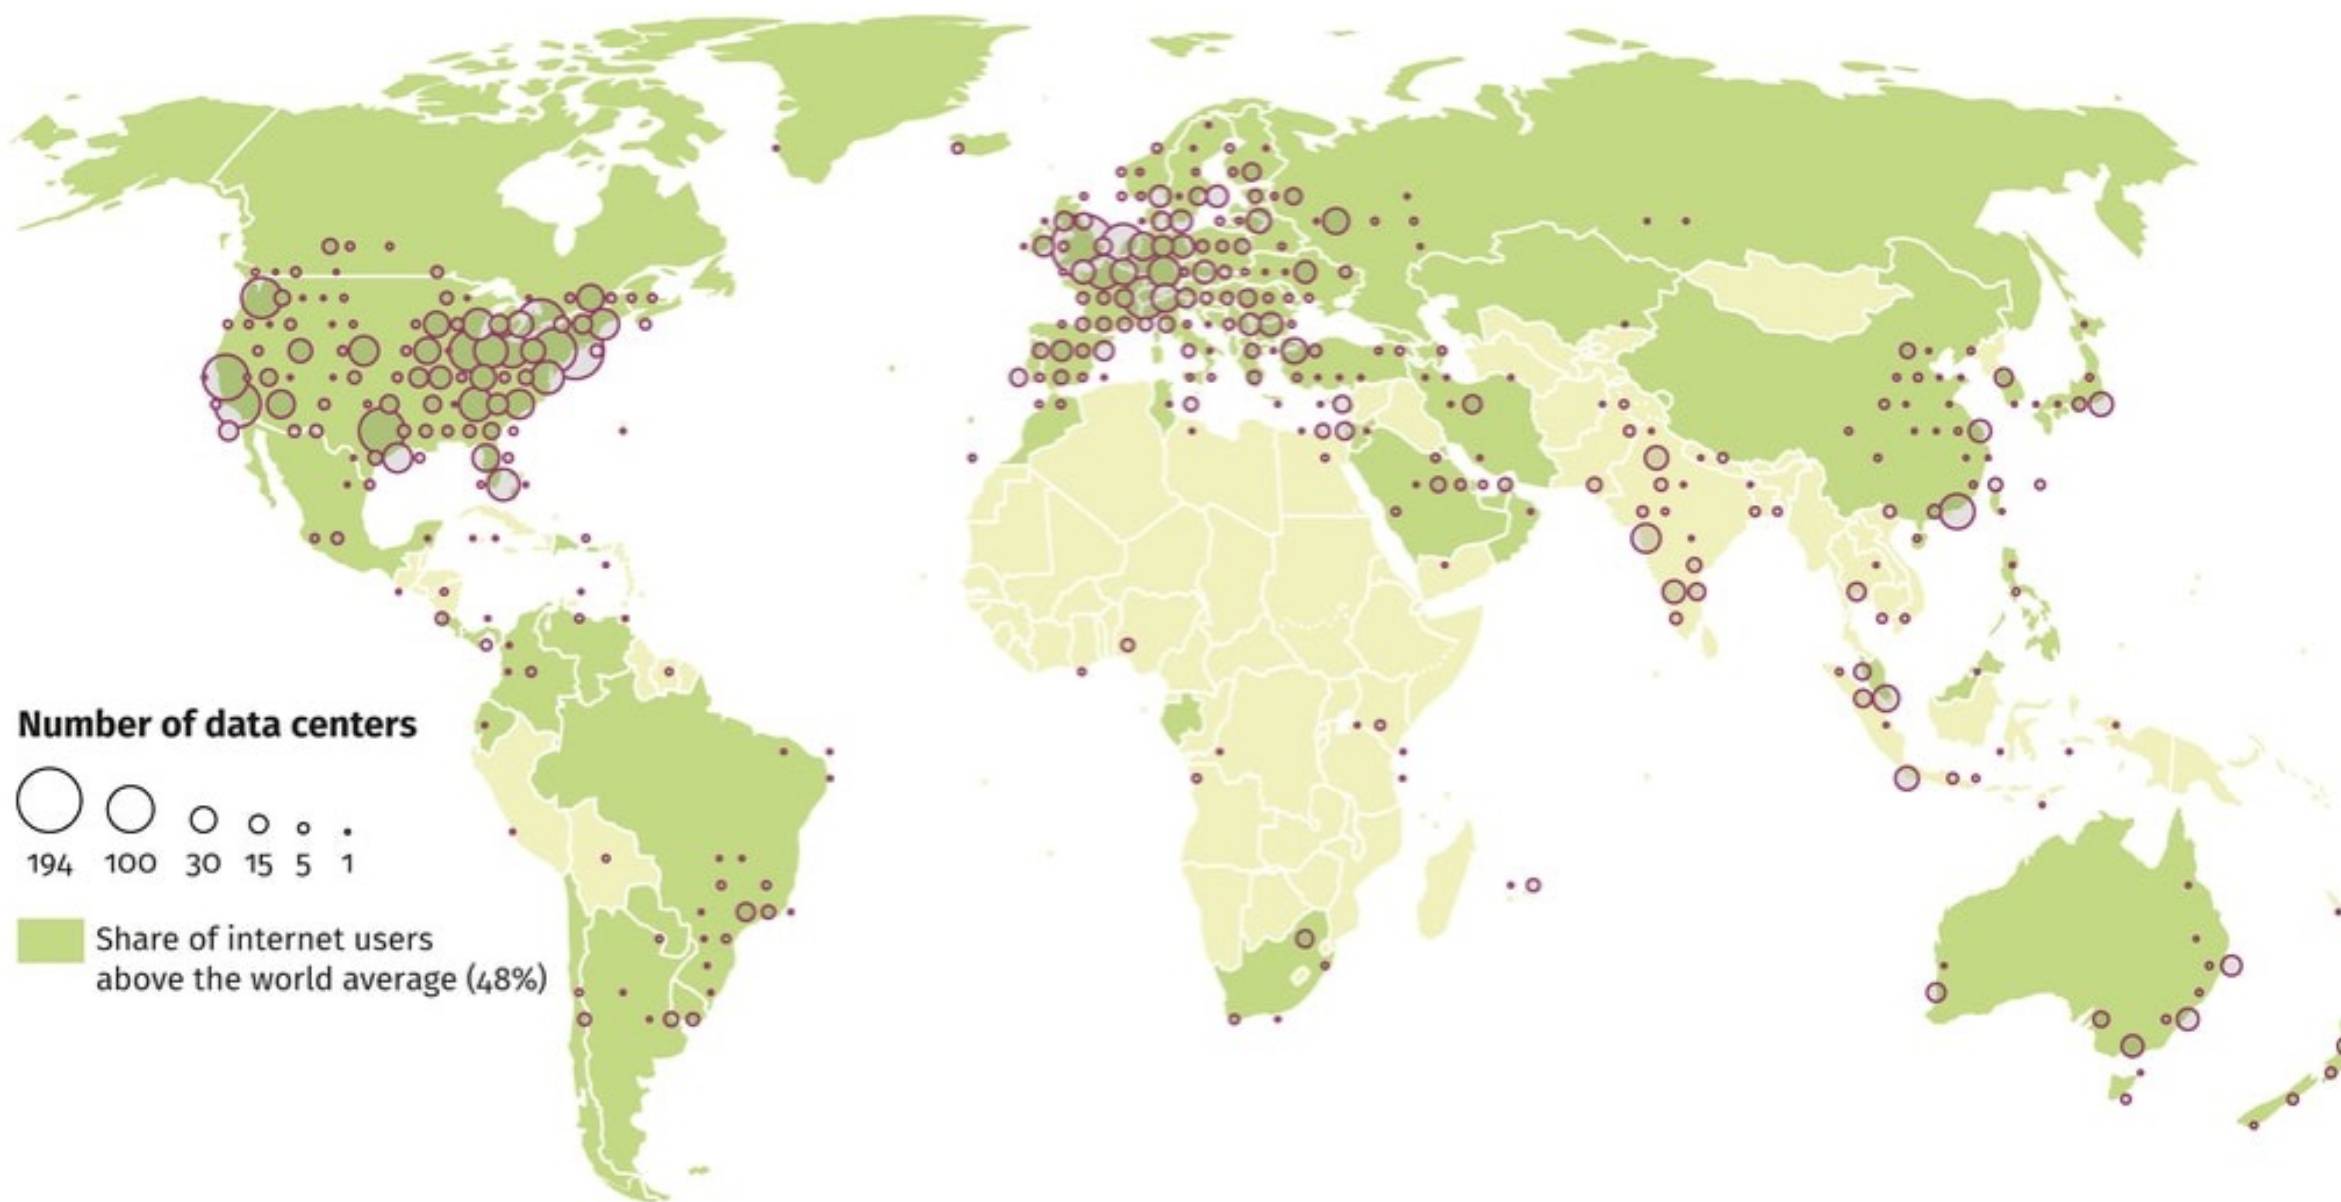 Number of data centers
194 100 30 15 5 1
Share of internet users
above the world average (48%)